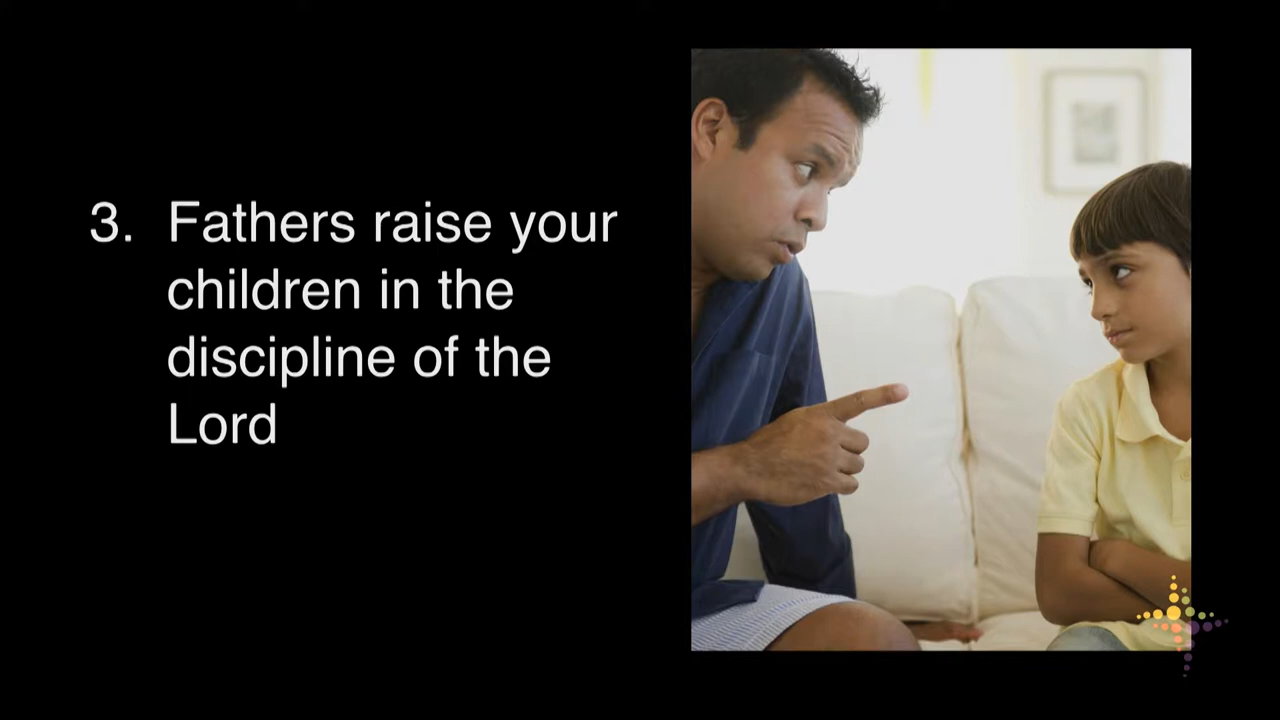 3. Fathers raise your
children in the
discipline of the
Lord